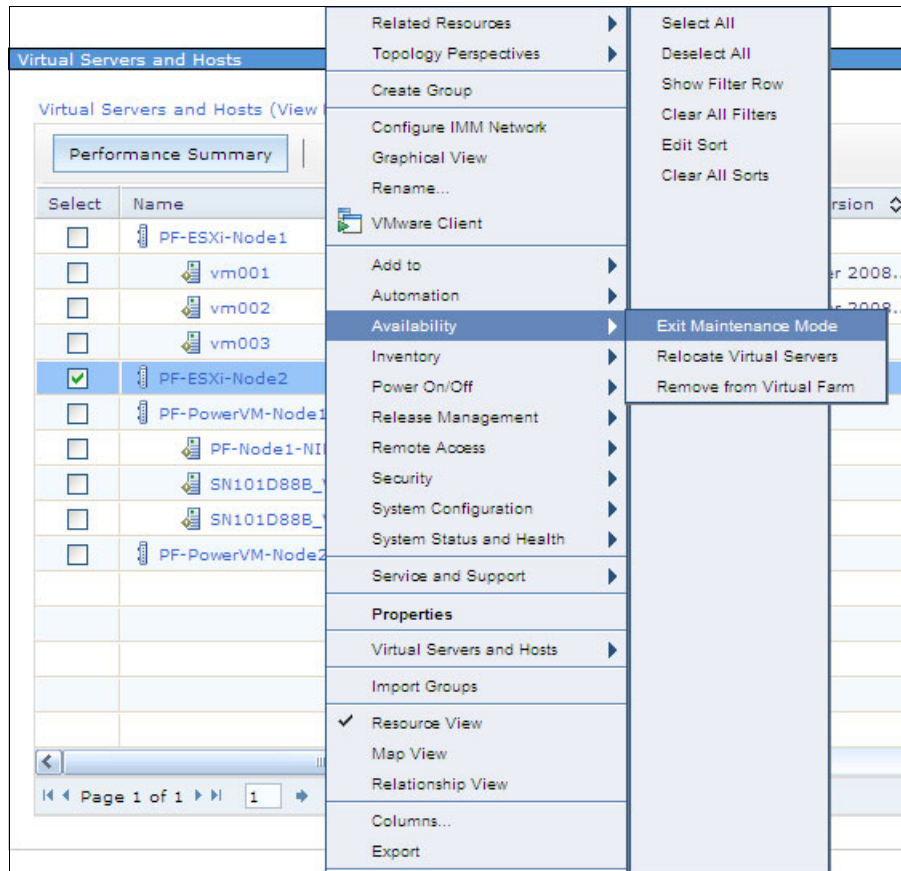 Virtual Servers and Hosts
Virtual Servers and Hosts (View
Performance Summary
Select Name rsion
PF-ESXi-Node1
vm001 2008..
vm002 2008..
vm003
PF-ESXi-Node2
PF-PowerVM-Node1
PF-Node1-NI
SN101D88B_
SN101D88B_
PF-PowerVM-Node2
Page 1 of 1 1
Related Resources
Topology Perspectives
Create Group
Configure IMM Network
Graphical View
Rename...
VMware Client
Add to
Automation
Availability
Inventory
Power On/Off
Release Management
Remote Access
Security
System Configuration
System Status and Health
Service and Support
Properties
Virtual Servers and Hosts
Import Groups
Resource View
Map View
Relationship View
Columns...
Export
Select All
Deselect All
Show Filter Row
Clear All Filters
Edit Sort
Clear All Sorts
Exit Maintenance Mode
Relocate Virtual Servers
Remove from Virtual Farm